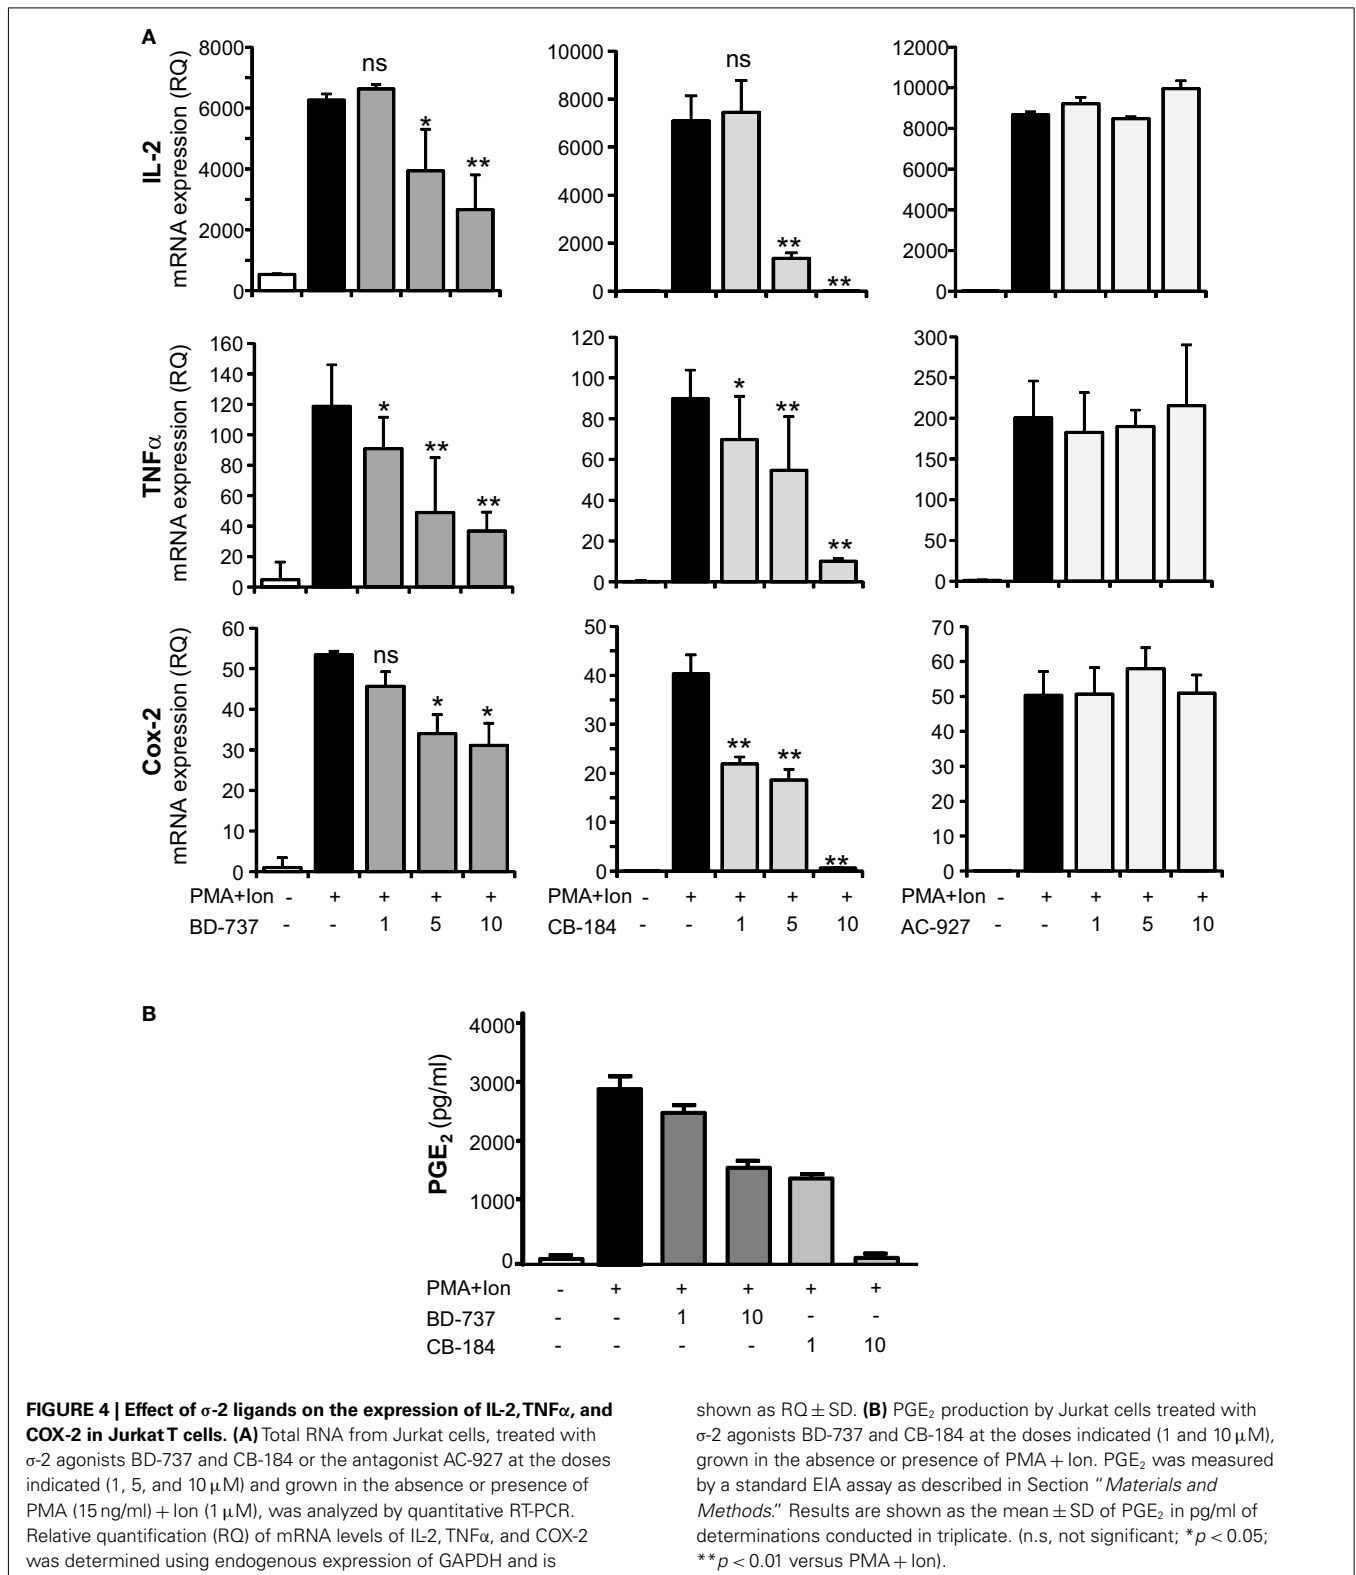 A
IL-2
mRNA expression (RQ)
8000
6000
4000
2000
0
ns
*
**
10000
8000
6000
4000
2000
0
ns
**
**
12000
10000
8000
6000
4000
2000
0
TNFα
mRNA expression (RQ)
160
140
120
100
80
60
40
20
0
*
**
**
120
100
80
60
40
20
0
*
**
**
300
250
200
150
100
50
0
Cox-2
mRNA expression (RQ)
60
50
40
30
20
10
0
ns
*
*
50
40
30
20
10
0
**
**
**
70
60
50
40
30
20
10
0
PMA+Ion - + + + +
BD-737 - - 1 5 10
PMA+Ion - + + + +
CB-184 - - 1 5 10
PMA+Ion - + + + +
AC-927 - - 1 5 10
B
PGE2 (pg/ml)
4000
3000
2000
1000
0
PMA+Ion - + + + + +
BD-737 - - 1 10 - -
CB-184 - - - - 1 10
FIGURE 4 | Effect of σ-2 ligands on the expression of IL-2, TNFα, and
COX-2 in Jurkat T cells. (A) Total RNA from Jurkat cells, treated with
σ-2 agonists BD-737 and CB-184 or the antagonist AC-927 at the doses
indicated (1, 5, and 10 μM) and grown in the absence or presence of
PMA (15 ng/ml) + Ion (1 μM), was analyzed by quantitative RT-PCR.
Relative quantification (RQ) of mRNA levels of IL-2, TNFα, and COX-2
was determined using endogenous expression of GAPDH and is
shown as RQ ± SD. (B) PGE2 production by Jurkat cells treated with
σ-2 agonists BD-737 and CB-184 at the doses indicated (1 and 10 μM),
grown in the absence or presence of PMA + Ion. PGE2 was measured
by a standard EIA assay as described in Section "Materials and
Methods." Results are shown as the mean ± SD of PGE2 in pg/ml of
determinations conducted in triplicate. (n.s, not significant; *p < 0.05;
**p < 0.01 versus PMA + Ion).